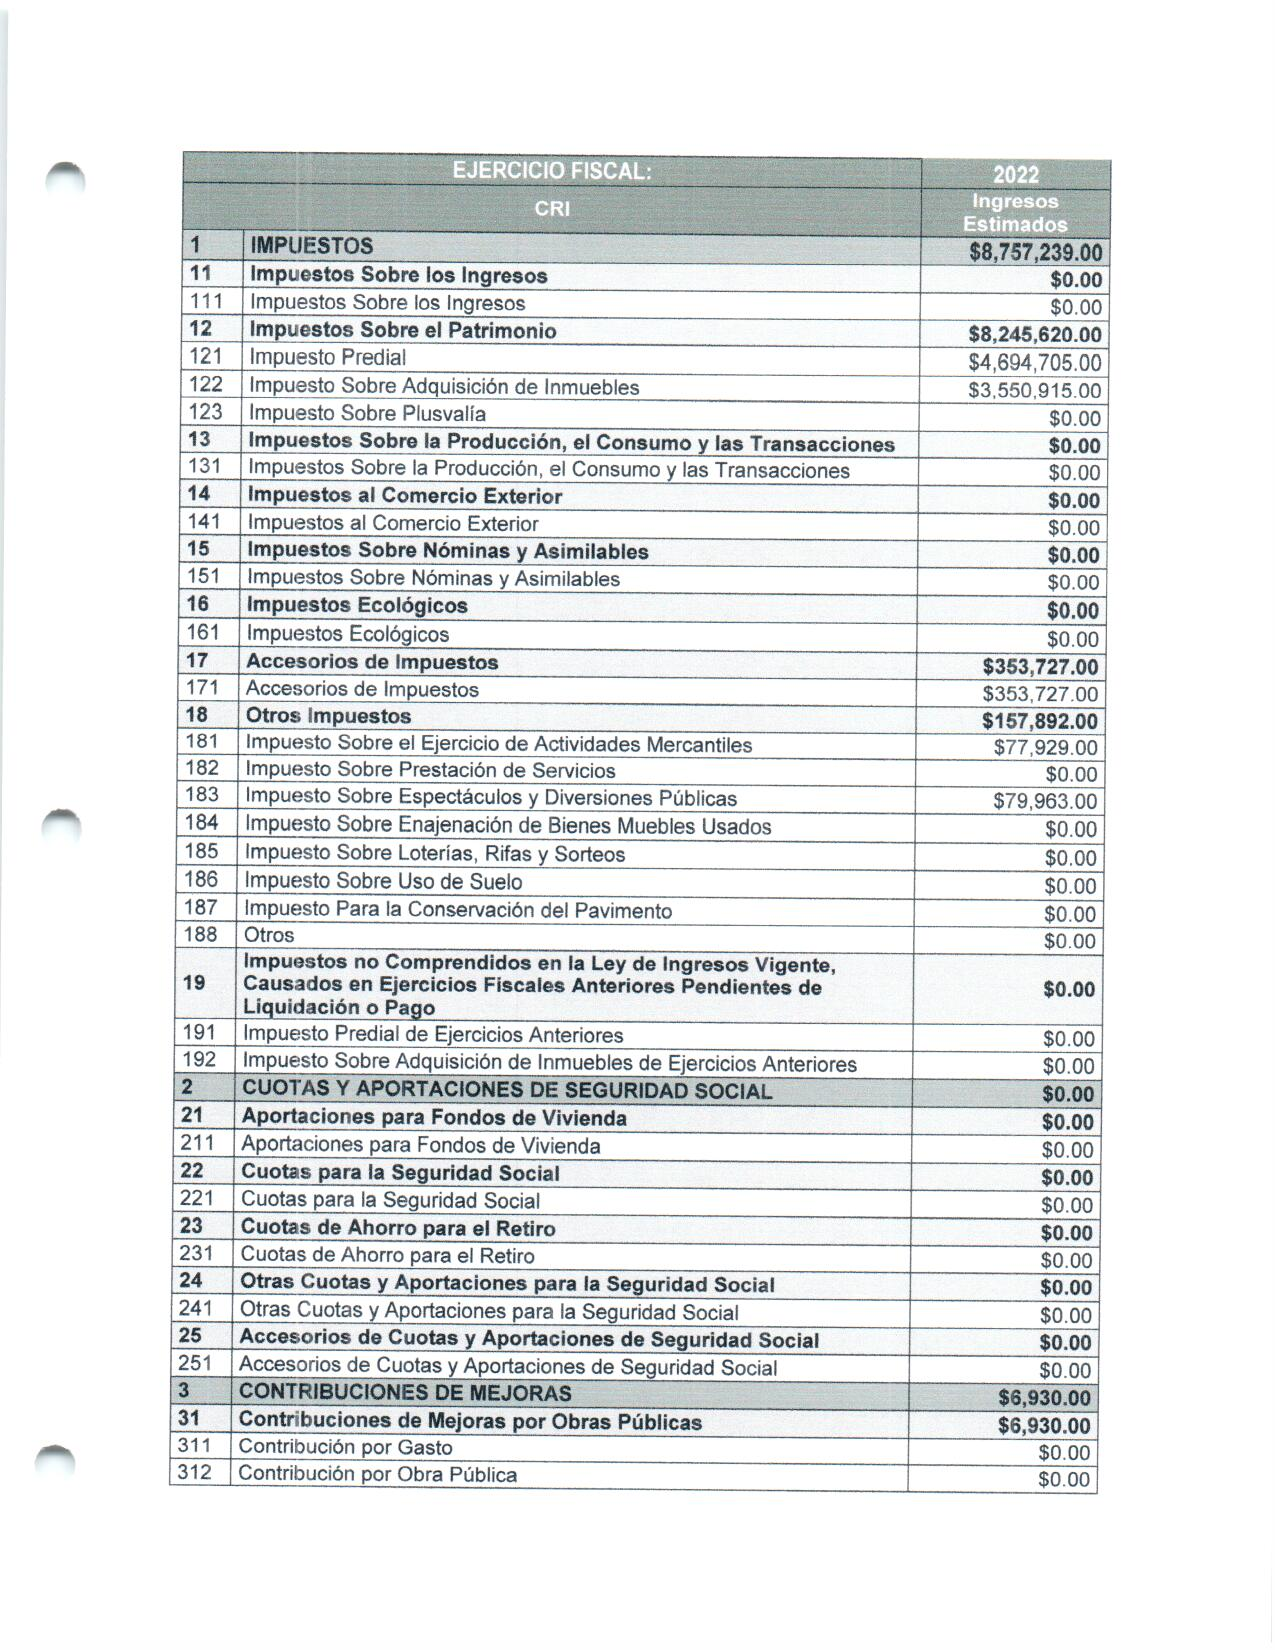 EJERCICIO FISCAL: 2022
CRI Ingresos
Estimados
1 IMPUESTOS $8,757,239.00
11 Impuestos Sobre los Ingresos $0.00
111 Impuestos Sobre los Ingresos $0.00
12 Impuestos Sobre el Patrimonio $8,245,620.00
121 Impuesto Predial $4,694,705.00
122 Impuesto Sobre Adquisición de Inmuebles $3,550,915.00
123 Impuesto Sobre Plusvalía $0.00
13 Impuestos Sobre la Producción, el Consumo y las Transacciones $0.00
131 Impuestos Sobre la Producción, el Consumo y las Transacciones $0.00
14 Impuestos al Comercio Exterior $0.00
141 Impuestos al Comercio Exterior $0.00
15 Impuestos Sobre Nóminas y Asimilables $0.00
151 Impuestos Sobre Nóminas y Asimilables $0.00
16 Impuestos Ecológicos $0.00
161 Impuestos Ecológicos $0.00
17 Accesorios de Impuestos $353,727.00
171 Accesorios de Impuestos $353,727.00
18 Otros Impuestos $157,892.00
181 Impuesto Sobre el Ejercicio de Actividades Mercantiles $77,929.00
182 Impuesto Sobre Prestación de Servicios $0.00
183 Impuesto Sobre Espectáculos y Diversiones Públicas $79,963.00
184 Impuesto Sobre Enajenación de Bienes Muebles Usados $0.00
185 Impuesto Sobre Loterías, Rifas y Sorteos $0.00
186 Impuesto Sobre Uso de Suelo $0.00
187 Impuesto Para la Conservación del Pavimento $0.00
188 Otros $0.00
Impuestos no Comprendidos en la Ley de Ingresos Vigente,
19 Causados en Ejercicios Fiscales Anteriores Pendientes de $0.00
Liquidación o Pago
191 Impuesto Predial de Ejercicios Anteriores $0.00
192 Impuesto Sobre Adquisición de Inmuebles de Ejercicios Anteriores $0.00
2 CUOTAS Y APORTACIONES DE SEGURIDAD SOCIAL $0.00
21 Aportaciones para Fondos de Vivienda $0.00
211 Aportaciones para Fondos de Vivienda $0.00
22 Cuotas para la Seguridad Social $0.00
221 Cuotas para la Seguridad Social $0.00
23 Cuotas de Ahorro para el Retiro $0.00
231 Cuotas de Ahorro para el Retiro $0.00
24 Otras Cuotas y Aportaciones para la Seguridad Social $0.00
241 Otras Cuotas y Aportaciones para la Seguridad Social $0.00
25 Accesorios de Cuotas y Aportaciones de Seguridad Social $0.00
251 Accesorios de Cuotas y Aportaciones de Seguridad Social $0.00
3 CONTRIBUCIONES DE MEJORAS $6,930.00
31 Contribuciones de Mejoras por Obras Públicas $6,930.00
311 Contribución por Gasto $0.00
312 Contribución por Obra Pública $0.00